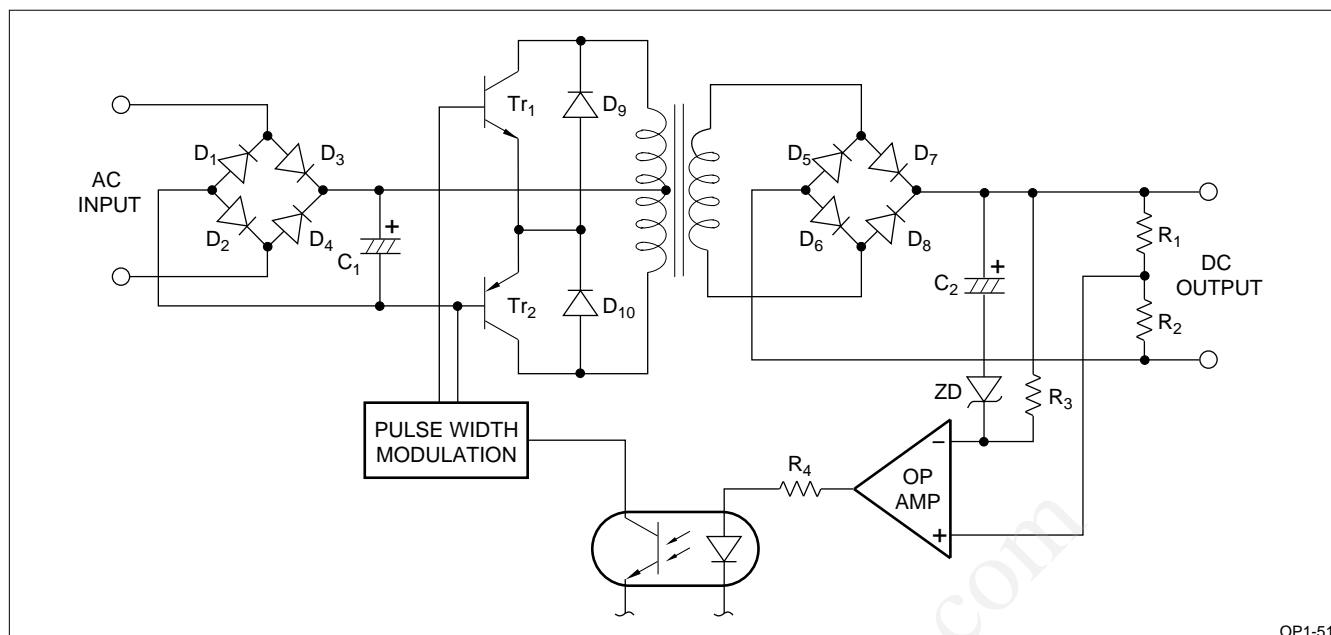 Tr1
D9
D1
D3
D5
D7
AC
INPUT
+
R1
D2
D4
C1
D6
D8
+
DC
OUTPUT
C2
Tr2
D10
R2
ZD
R3
PULSE WIDTH
MODULATION
−
R4
OP
AMP
+
com
OP1-51